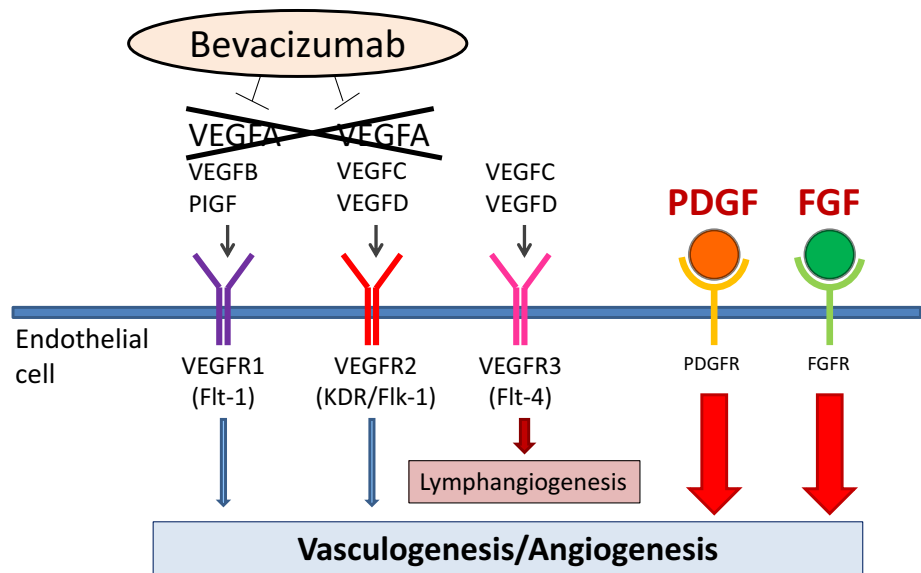 Bevacizumab
VEGFA VEGFA
VEGFB VEGFC VEGFC
PIGF VEGFD VEGFD
PDGF FGF
Endothelial
cell
VEGFR1 VEGFR2 VEGFR3 PDGFR FGFR
(Flt-1) (KDR/Flk-1) (Flt-4)
Lymphangiogenesis
Vasculogenesis/Angiogenesis